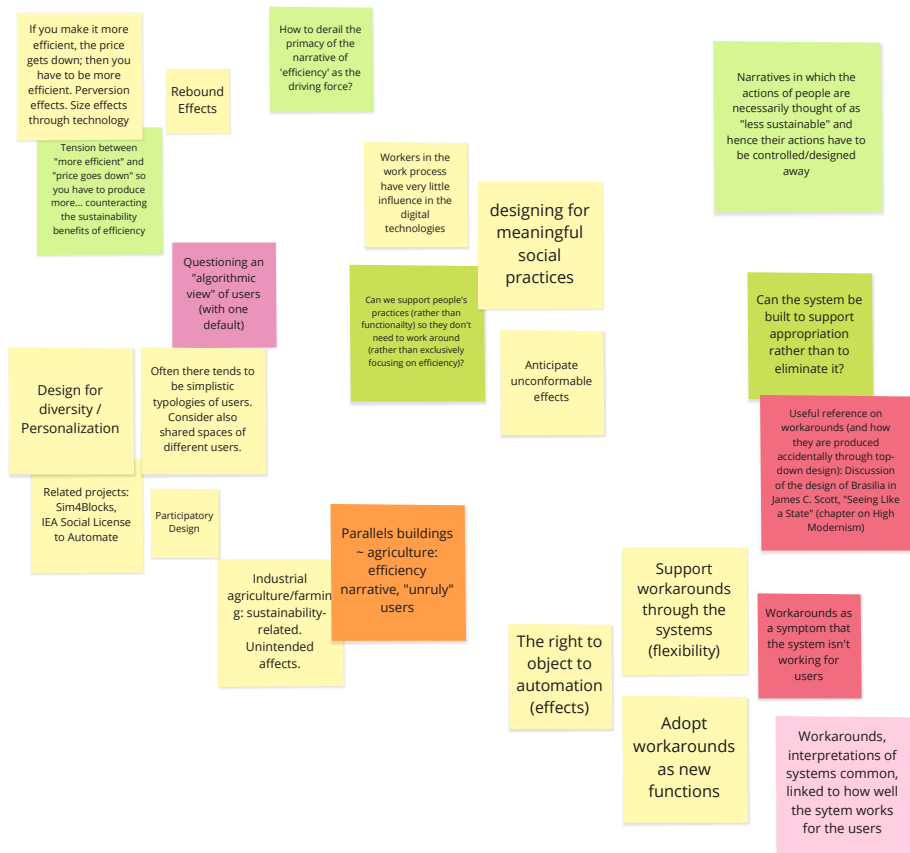 If you make it more
efficient, the price
gets down; then you
have to be more
efficient. Perversion
effects. Size effects
through technology
Rebound
Effects
How to derail the
primacy of the
narrative of
'efficiency' as the
driving force?
Narratives in which the
actions of people are
necessarily thought of as
"less sustainable" and
hence their actions have to
be controlled/designed
away
Tension between
"more efficient" and
"price goes down" so
you have to produce
more... counteracting
the sustainability
benefits of efficiency
Workers in the
work process
have very little
influence in the
digital
technologies
designing for
meaningful
social
practices
Questioning an
"algorithmic
view" of users
(with one
default)
Can we support people's
practices (rather than
functionailty) so they don't
need to work around
(rather than exclusively
focusing on efficiency)?
Can the system be
built to support
appropriation
rather than to
eliminate it?
Anticipate
unconformable
effects
Design for
diversity /
Personalization
Often there tends to
be simplistic
typologies of users.
Consider also
shared spaces of
different users.
Useful reference on
workarounds (and how
they are produced
accidentally through top-
down design): Discussion
of the design of Brasilia in
James C. Scott, "Seeing LIke
a State" (chapter on High
Modernism)
Related projects:
Sim4Blocks,
IEA Social License
to Automate
Participatory
Design
Parallels buildings
~ agriculture:
efficiency
narrative, "unruly"
users
Industrial
agriculture/farmin
g: sustainability-
related.
Unintended
affects.
Support
workarounds
through the
systems
(flexibility)
Workarounds as
a symptom that
the system isn't
working for
users
The right to
object to
automation
(effects)
Adopt
workarounds
as new
functions
Workarounds,
interpretations of
systems common,
linked to how well
the sytem works
for the users